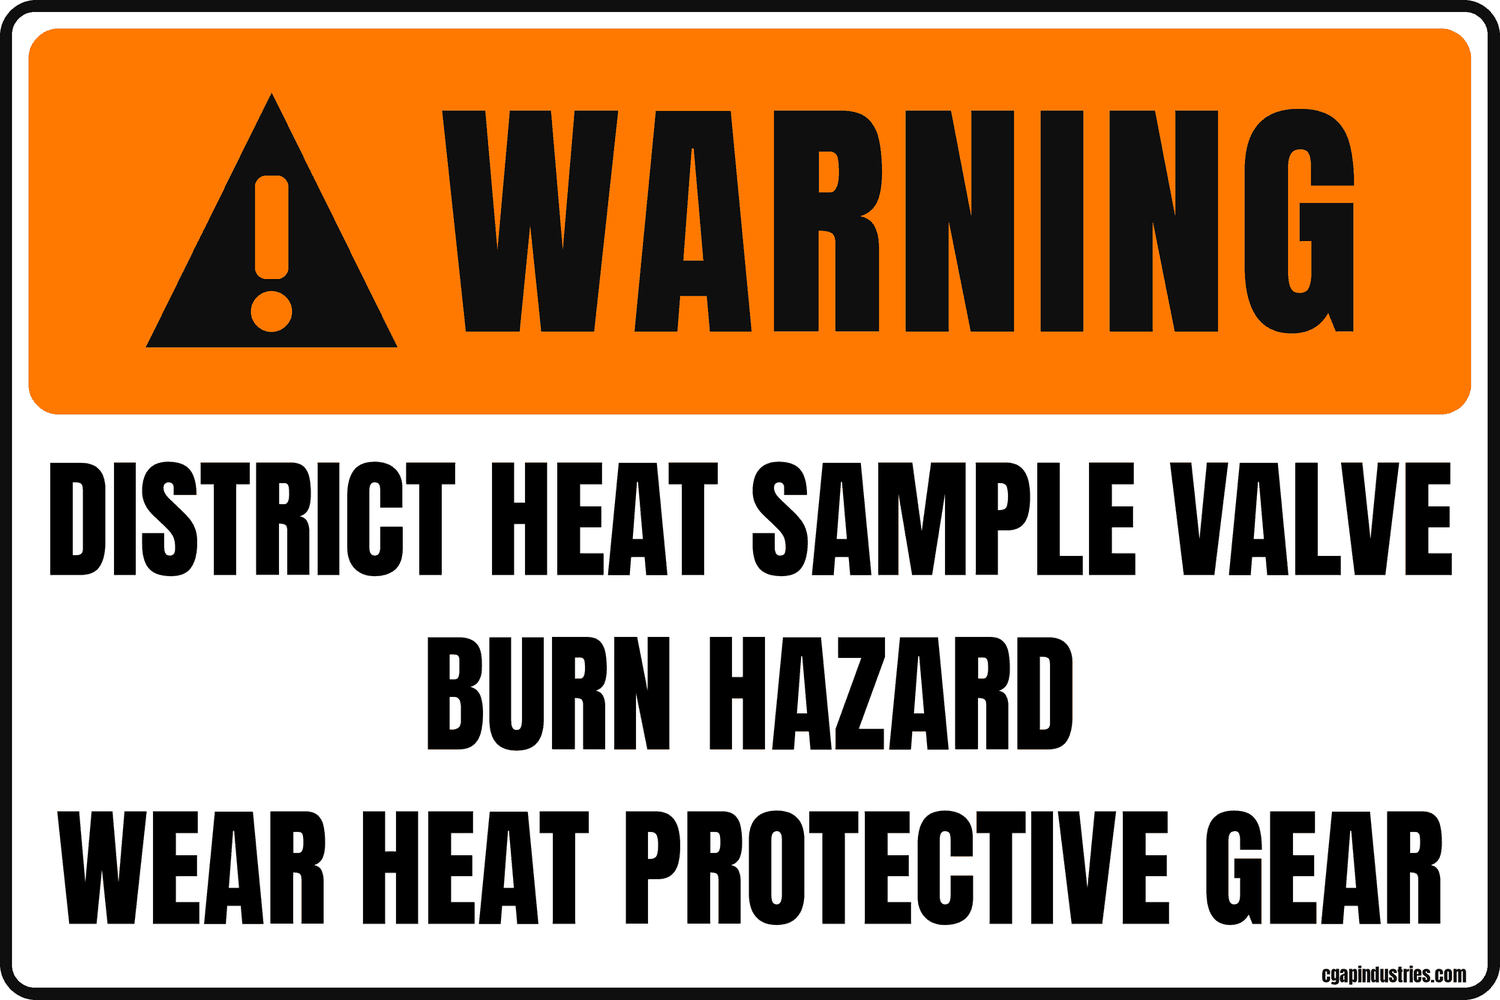 WARNING
DISTRICT HEAT SAMPLE VALVE
BURN HAZARD
WEAR HEAT PROTECTIVE GEAR
cgapindustries.com